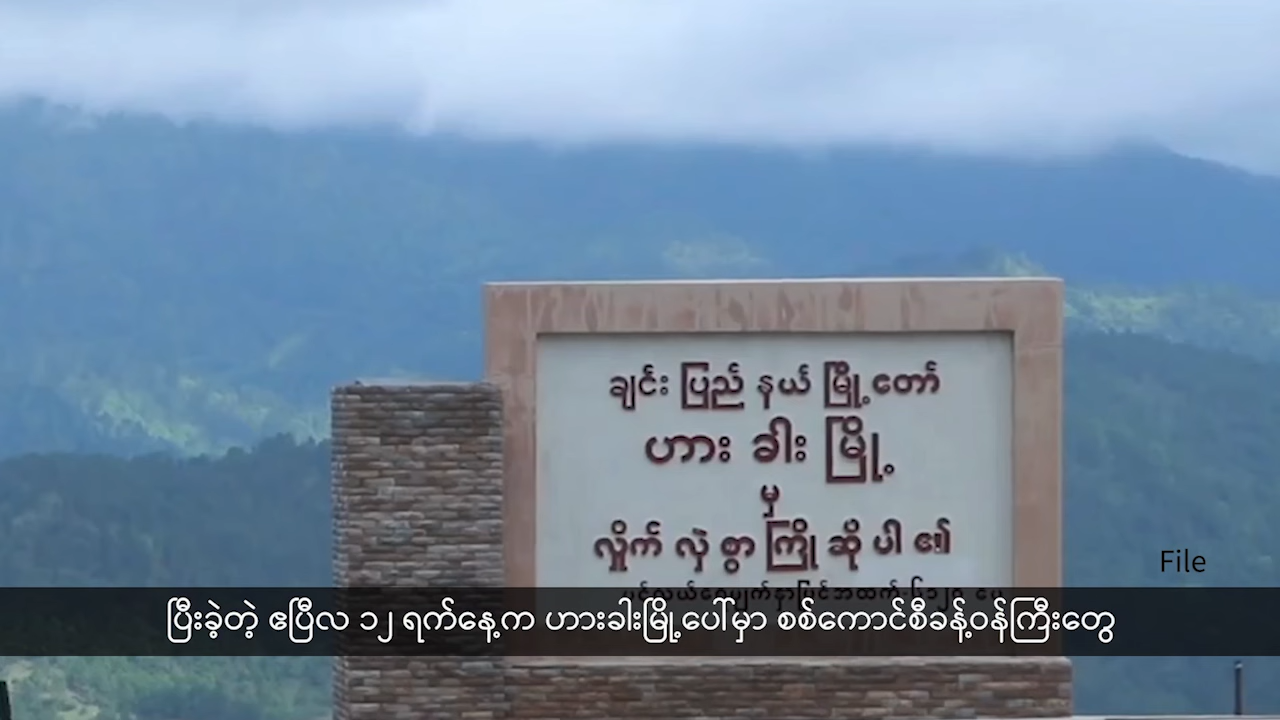 ချင်း ပြည် နယ် မြို့တော်
ဟား ခါး မြို့
မှ
လှိုက် လှဲ စွာ ကြို ဆို ပါ ၏
File
ပြီးခဲ့တဲ့ ဧပြီလ ၁၂ ရက်နေ့က ဟားခါးမြို့ပေါ်မှာ စစ်ကောင်စီခန့်ဝန်ကြီးတွေ